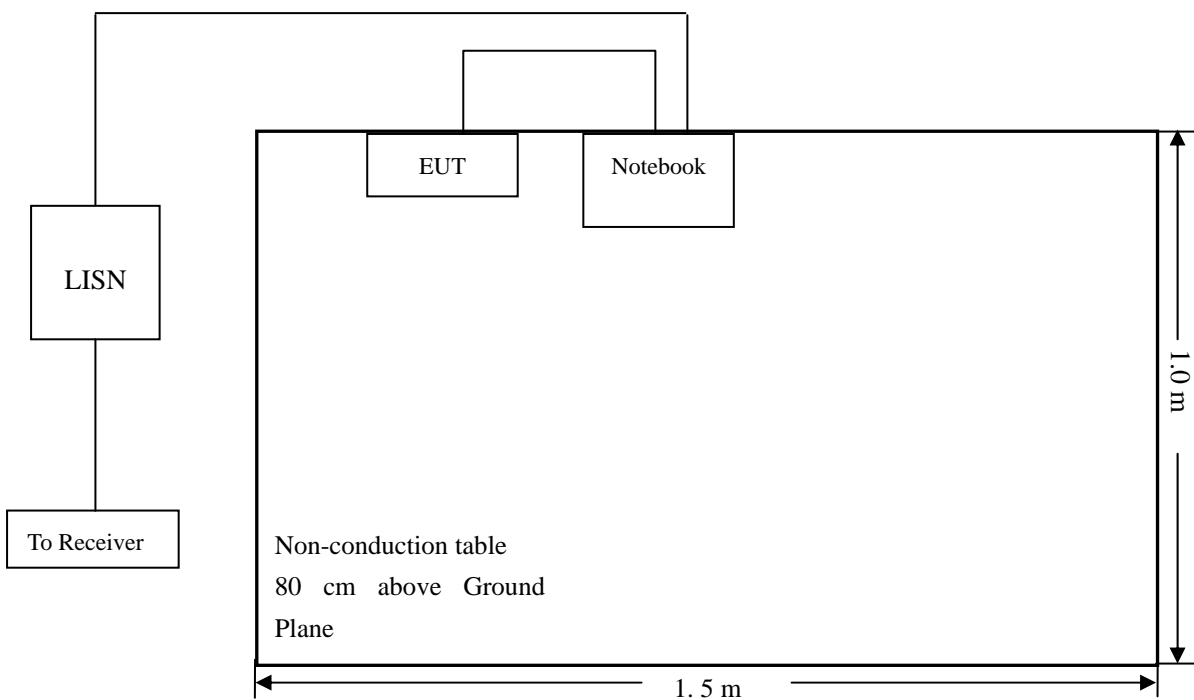 EUT
Notebook
LISN
1.0 m
To Receiver
Non-conduction table
80 cm above Ground
Plane
1. 5 m